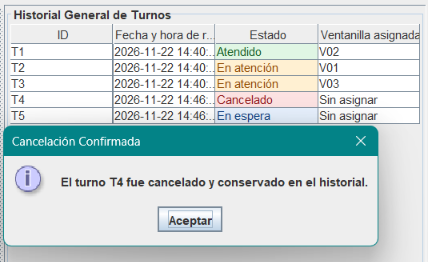 Historial General de Turnos
ID Fecha y hora de r... Estado Ventanilla asignada
T1 2026-11-22 14:40:... Atendido V02
T2 2026-11-22 14:40:... En atención V01
T3 2026-11-22 14:40:... En atención V03
T4 2026-11-22 14:46:... Cancelado Sin asignar
T5 2026-11-22 14:46:... En espera Sin asignar
Cancelación Confirmada
El turno T4 fue cancelado y conservado en el historial.
Aceptar